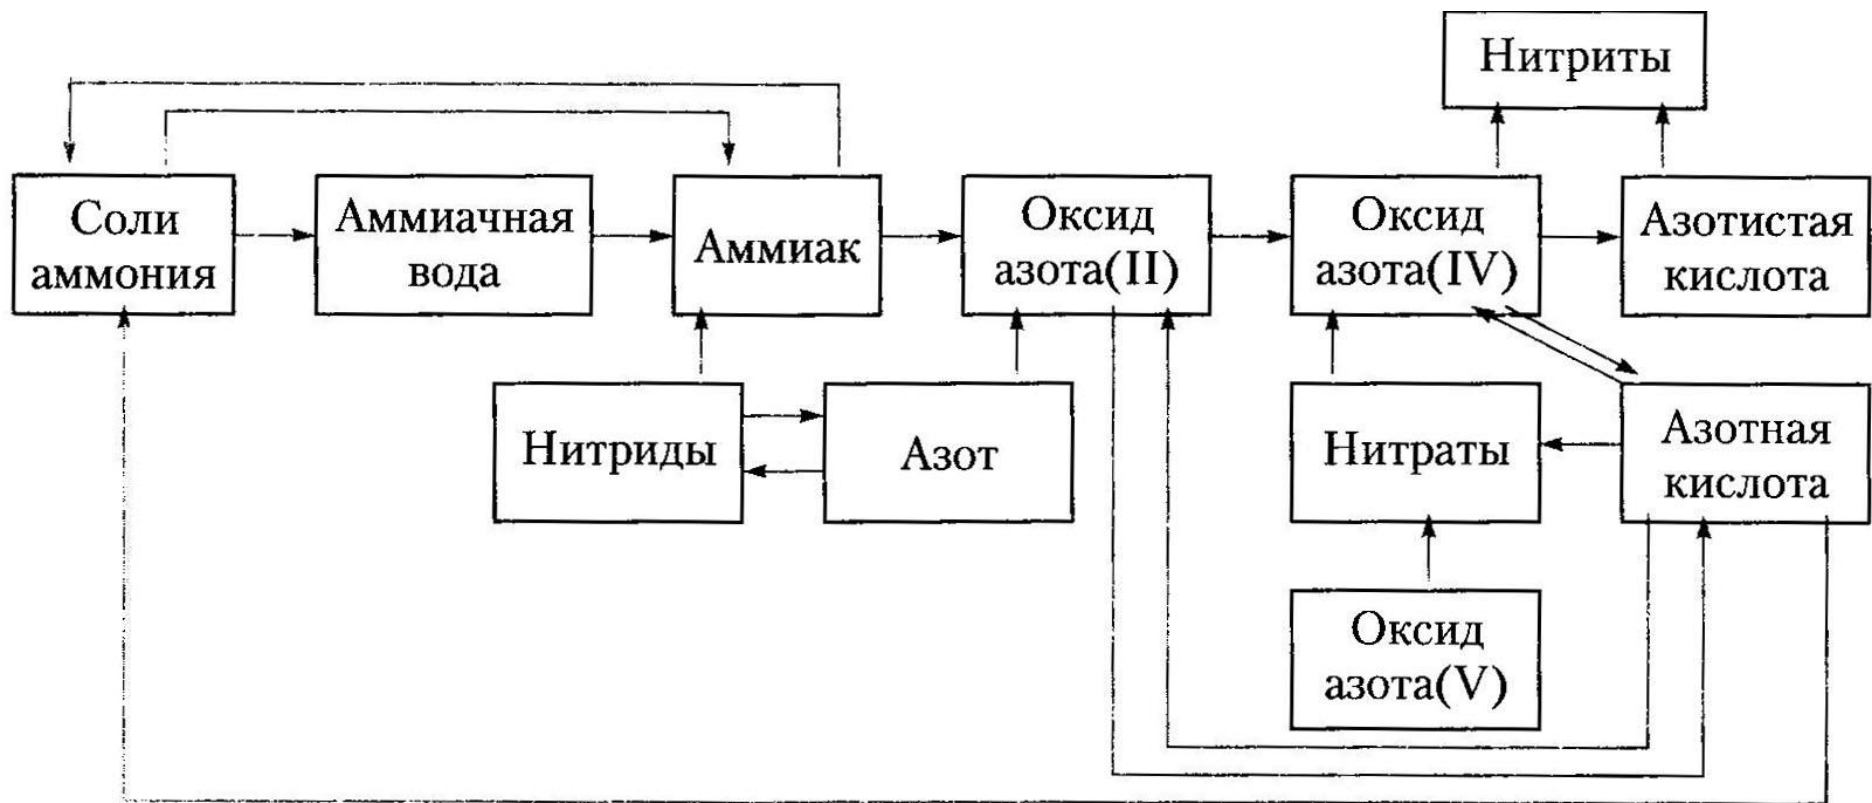 Нитриты
Соли
аммония
Аммиачная
вода
Аммиак
Оксид
азота(II)
Оксид
азота(IV)
Азотистая
кислота
Нитриды
Азот
Нитраты
Азотная
кислота
Оксид
азота(V)